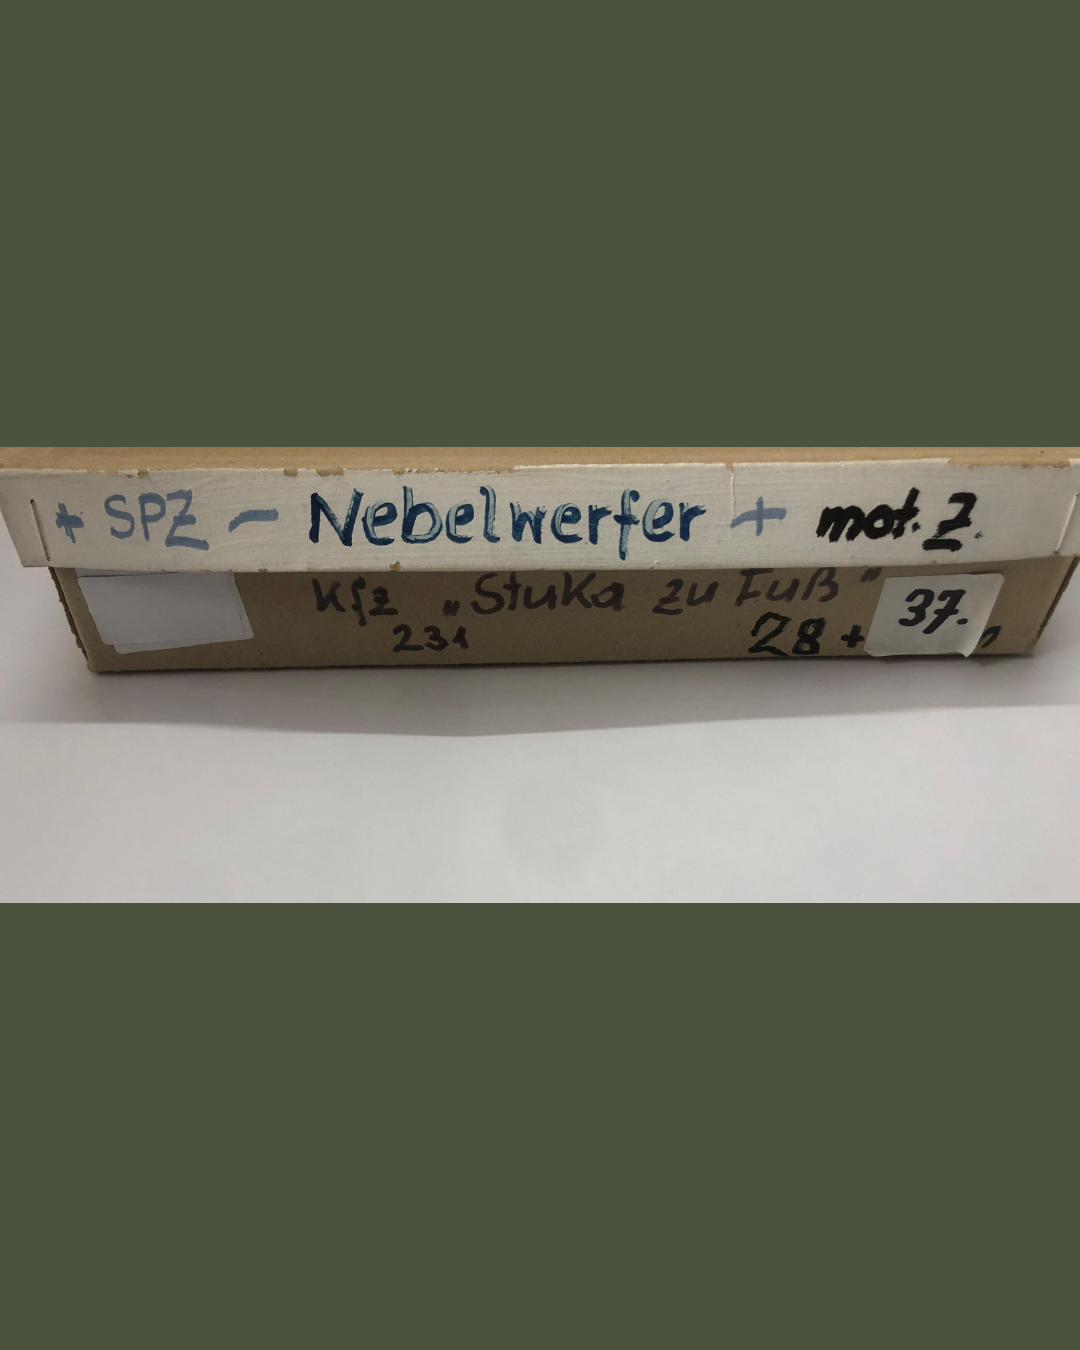 + SPZ – Nebelwerfer + mot. Z.
Kfz „Stuka zu Fuß“
231 28 + 37.